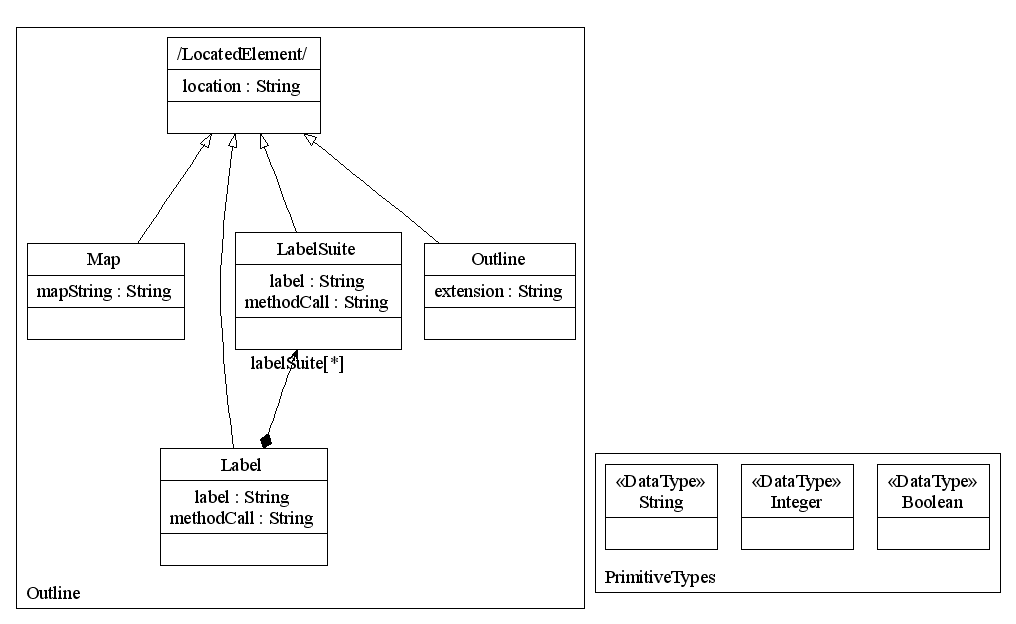 /LocatedElement/
location : String
Map
mapString : String
LabelSuite
label : String
methodCall : String
Outline
extension : String
labelSuite[*]
Label
label : String
methodCall : String
Outline
«DataType»
String
«DataType»
Integer
«DataType»
Boolean
PrimitiveTypes